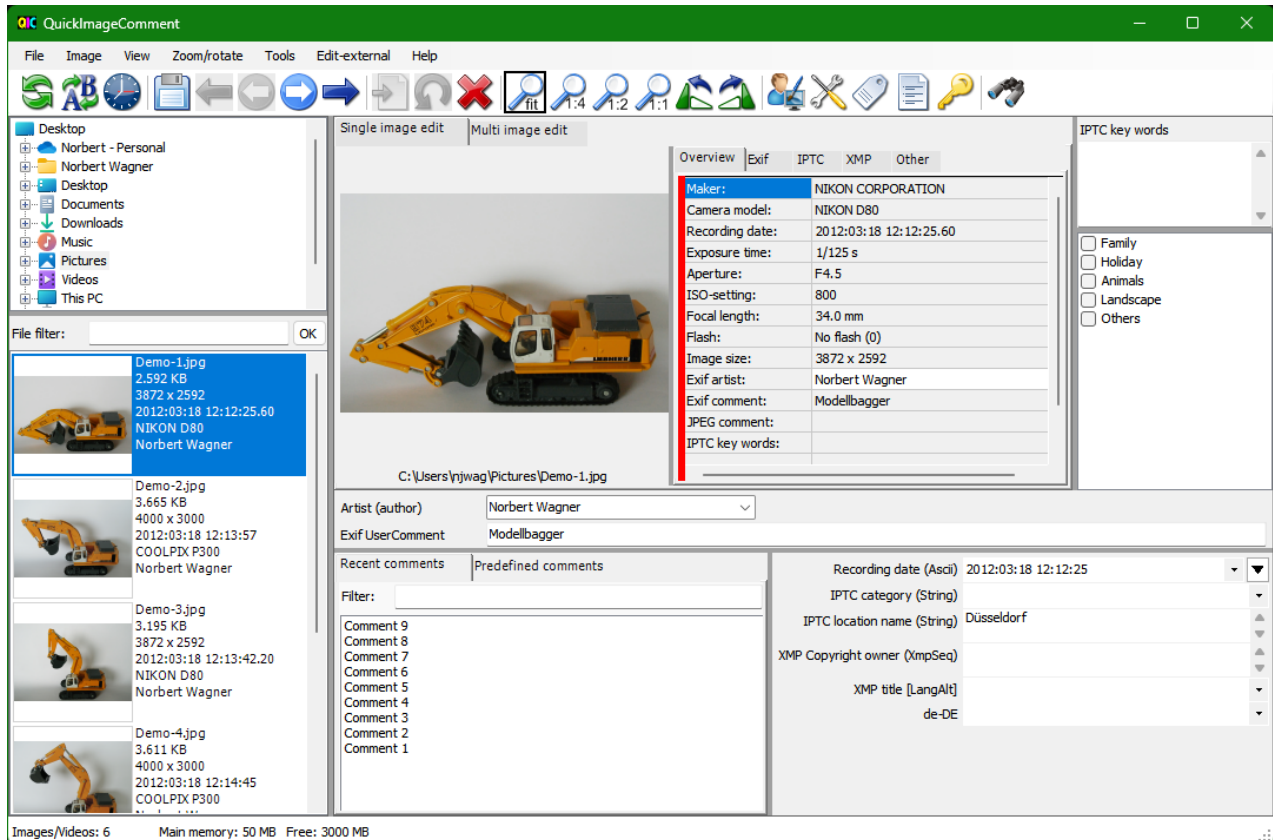 QIC QuickImageComment
File Image View Zoom/rotate Tools Edit-external Help
AB fit 1:4 1:2 1:1
Desktop
Norbert - Personal
Norbert Wagner
Desktop
Documents
Downloads
Music
Pictures
Videos
This PC
File filter: OK
Demo-1.jpg
2.592 KB
3872 x 2592
2012:03:18 12:12:25.60
NIKON D80
Norbert Wagner
Demo-2.jpg
3.665 KB
4000 x 3000
2012:03:18 12:13:57
COOLPIX P300
Norbert Wagner
Demo-3.jpg
3.195 KB
3872 x 2592
2012:03:18 12:13:42.20
NIKON D80
Norbert Wagner
Demo-4.jpg
3.611 KB
4000 x 3000
2012:03:18 12:14:45
COOLPIX P300
Single image edit Multi image edit
974
LIEBHERR
C:\Users\njwag\Pictures\Demo-1.jpg
Overview Exif IPTC XMP Other
Maker: NIKON CORPORATION
Camera model: NIKON D80
Recording date: 2012:03:18 12:12:25.60
Exposure time: 1/125 s
Aperture: F4.5
ISO-setting: 800
Focal length: 34.0 mm
Flash: No flash (0)
Image size: 3872 x 2592
Exif artist: Norbert Wagner
Exif comment: Modellbagger
JPEG comment:
IPTC key words:
IPTC key words
Family
Holiday
Animals
Landscape
Others
Artist (author) Norbert Wagner
Exif UserComment Modellbagger
Recent comments Predefined comments
Filter:
Comment 9
Comment 8
Comment 7
Comment 6
Comment 5
Comment 4
Comment 3
Comment 2
Comment 1
Recording date (Ascii) 2012:03:18 12:12:25
IPTC category (String)
IPTC location name (String) Düsseldorf
XMP Copyright owner (XmpSeq)
XMP title [LangAlt]
de-DE
Images/Videos: 6 Main memory: 50 MB Free: 3000 MB